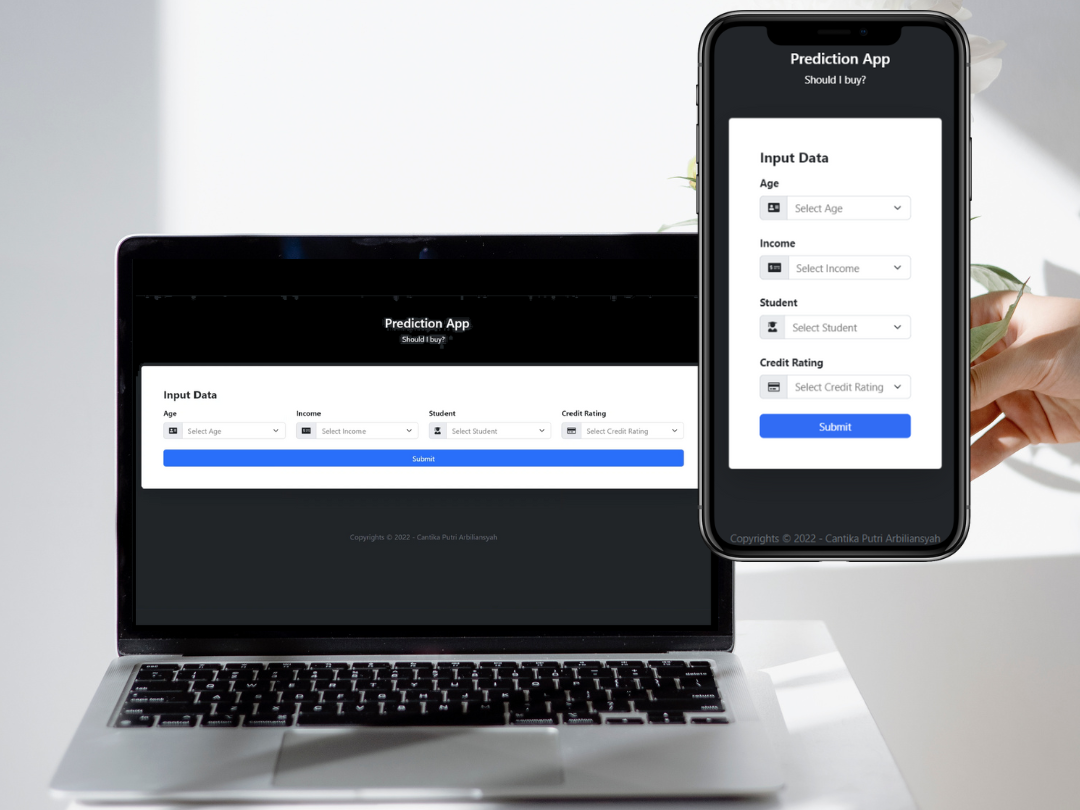 Prediction App
Should I buy?
Input Data
Age
Select Age
Income
Select Income
Student
Select Student
Credit Rating
Select Credit Rating
Submit
Copyrights © 2022 - Cantika Putri Arbiliansyah
Prediction App
Should I buy?
Input Data
Age Income Student Credit Rating
Select Age Select Income Select Student Select Credit Rating
Submit
Copyrights © 2022 - Cantika Putri Arbiliansyah